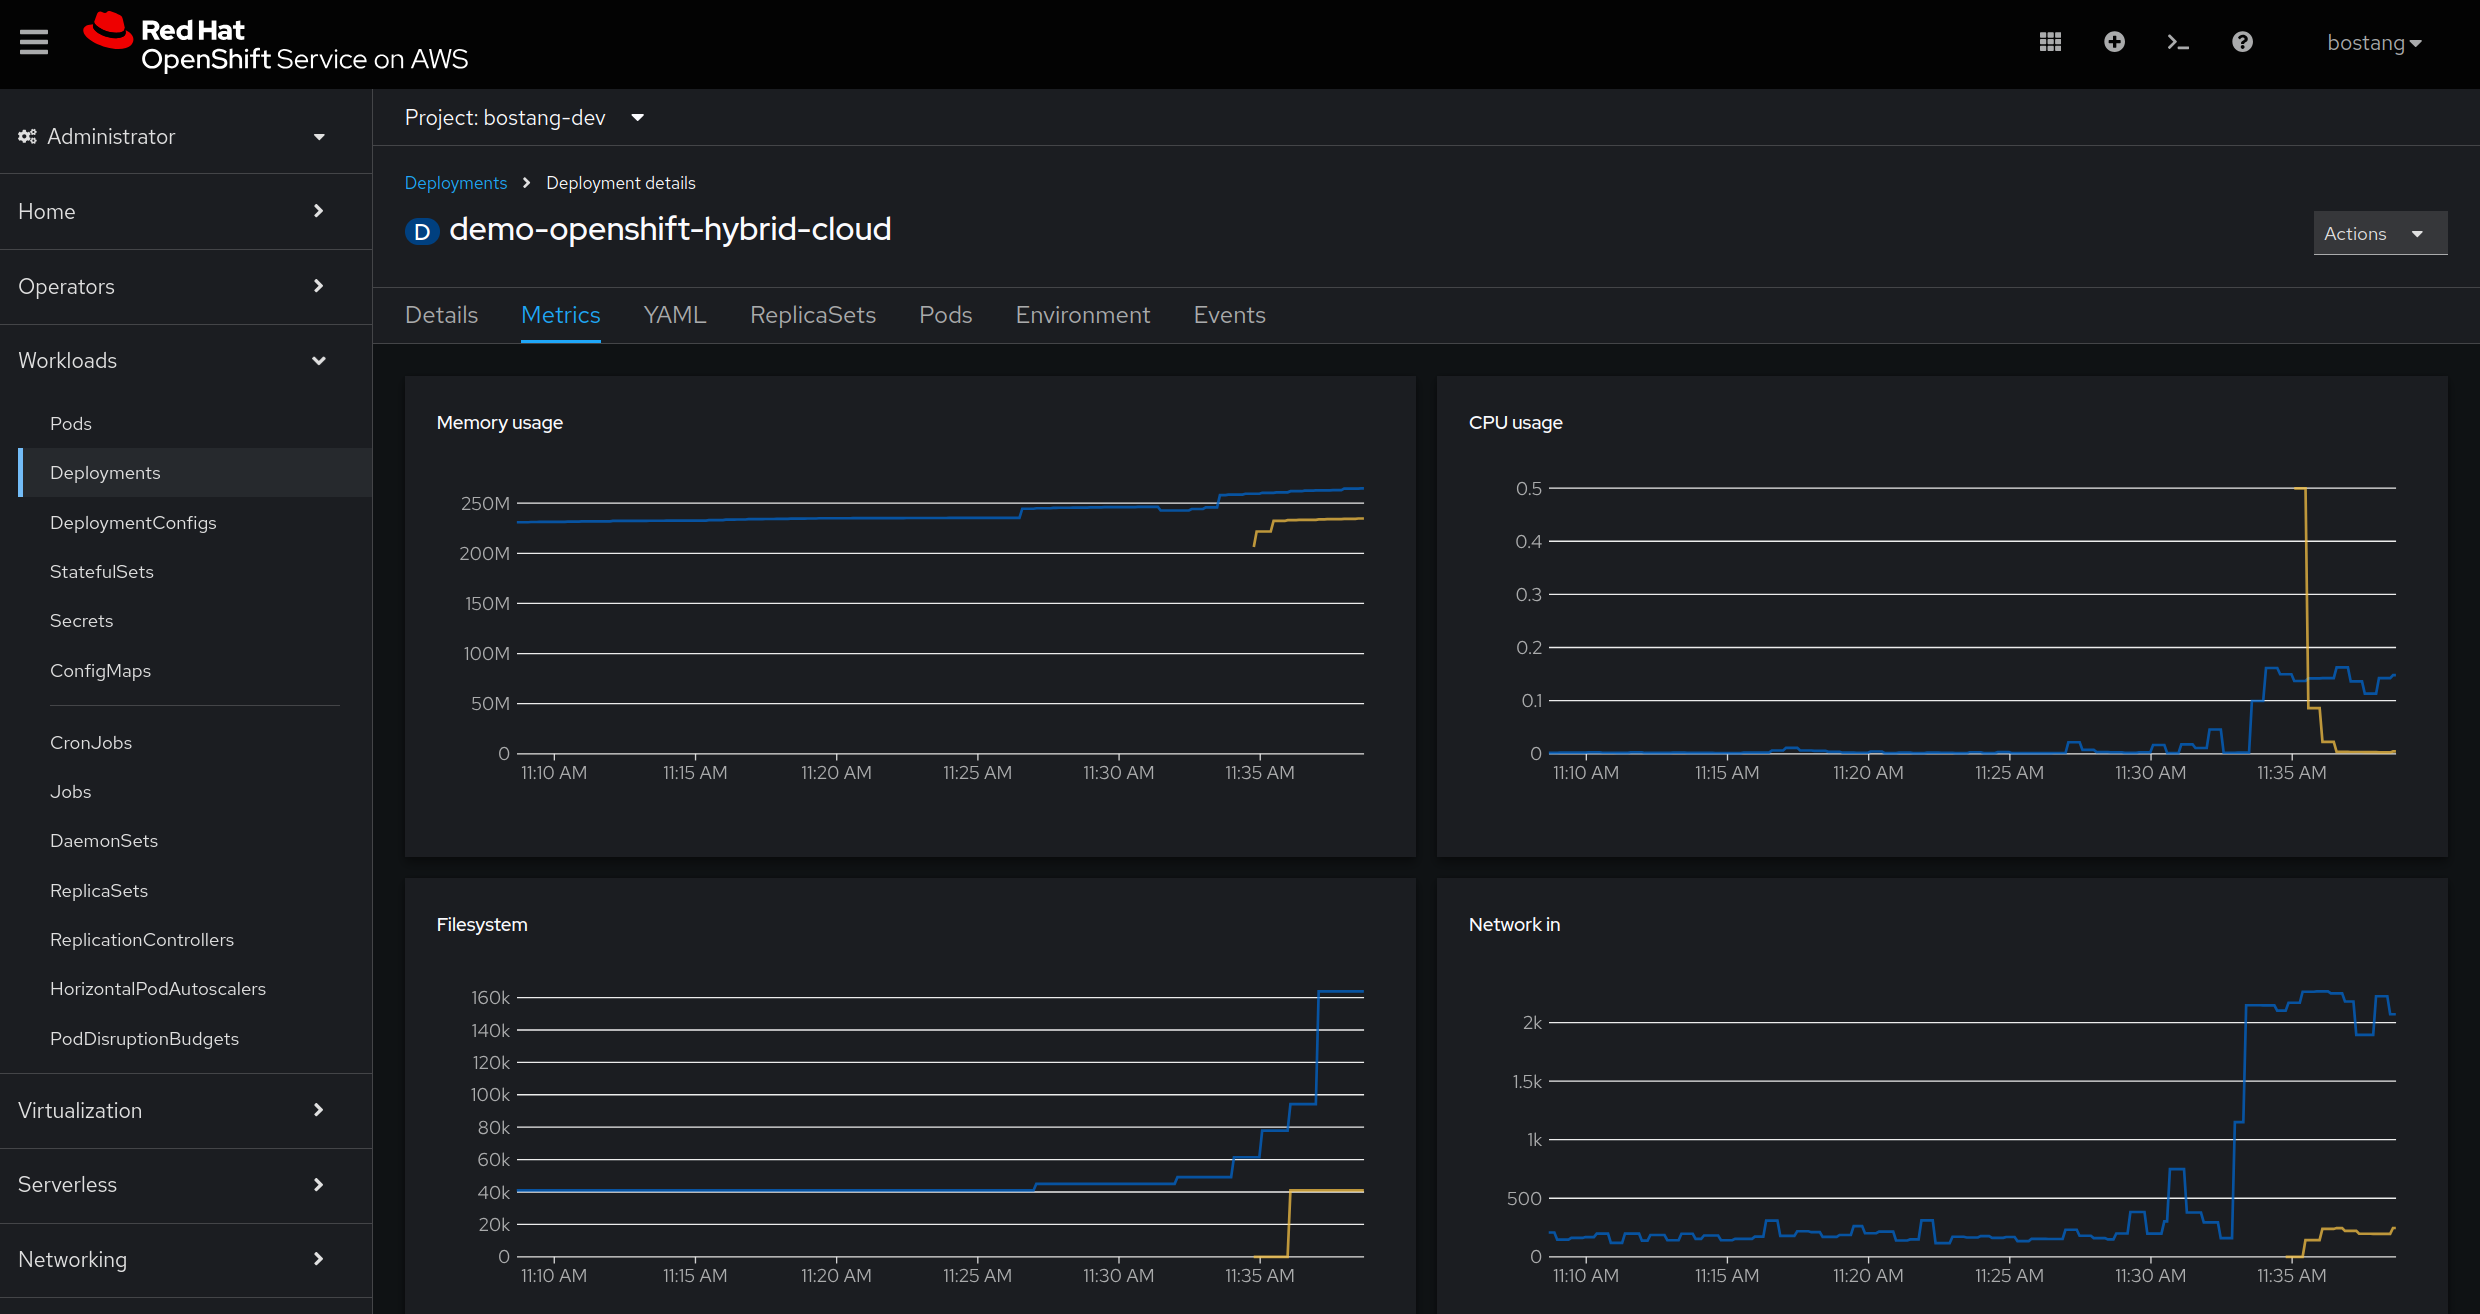 Red Hat
OpenShift Service on AWS
bostang
Administrator
Home
Operators
Workloads
Pods
Deployments
DeploymentConfigs
StatefulSets
Secrets
ConfigMaps
CronJobs
Jobs
DaemonSets
ReplicaSets
ReplicationControllers
HorizontalPodAutoscalers
PodDisruptionBudgets
Virtualization
Serverless
Networking
Project: bostang-dev
Deployments > Deployment details
D demo-openshift-hybrid-cloud
Actions
Details Metrics YAML ReplicaSets Pods Environment Events
Memory usage
250M
200M
150M
100M
50M
0
11:10 AM 11:15 AM 11:20 AM 11:25 AM 11:30 AM 11:35 AM
CPU usage
0.5
0.4
0.3
0.2
0.1
0
11:10 AM 11:15 AM 11:20 AM 11:25 AM 11:30 AM 11:35 AM
Filesystem
160k
140k
120k
100k
80k
60k
40k
20k
0
11:10 AM 11:15 AM 11:20 AM 11:25 AM 11:30 AM 11:35 AM
Network in
2k
1.5k
1k
500
0
11:10 AM 11:15 AM 11:20 AM 11:25 AM 11:30 AM 11:35 AM